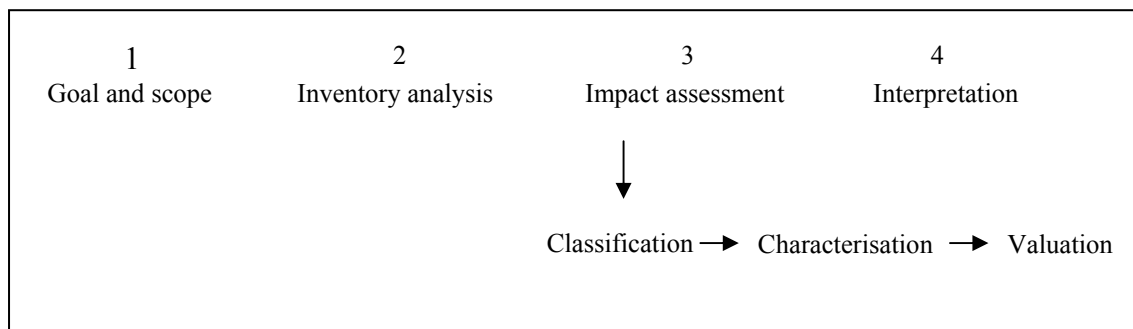 1 2 3 4
Goal and scope Inventory analysis Impact assessment Interpretation
Classification Characterisation Valuation